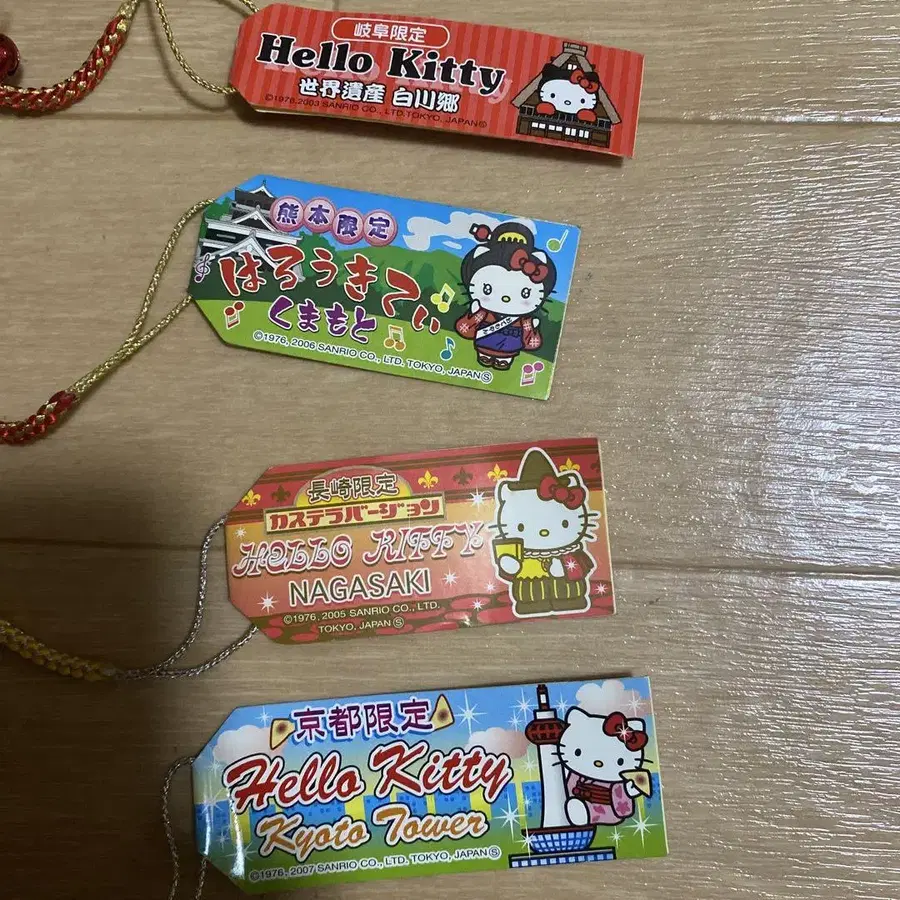 岐阜限定
Hello Kitty
世界遺産 白川郷
©1976,2003 SANRIO CO., LTD.TOKYO, JAPANⓈ
熊本限定
はろうきてぃ
くまもと
©1976, 2006 SANRIO CO., LTD. TOKYO, JAPANⓈ
長崎限定
カステラバージョン
HELLO KITTY
NAGASAKI
©1976, 2005 SANRIO CO., LTD.
TOKYO, JAPAN Ⓢ
京都限定
Hello Kitty
Kyoto Tower
©1976, 2007 SANRIO CO., LTD. TOKYO, JAPANⓈ